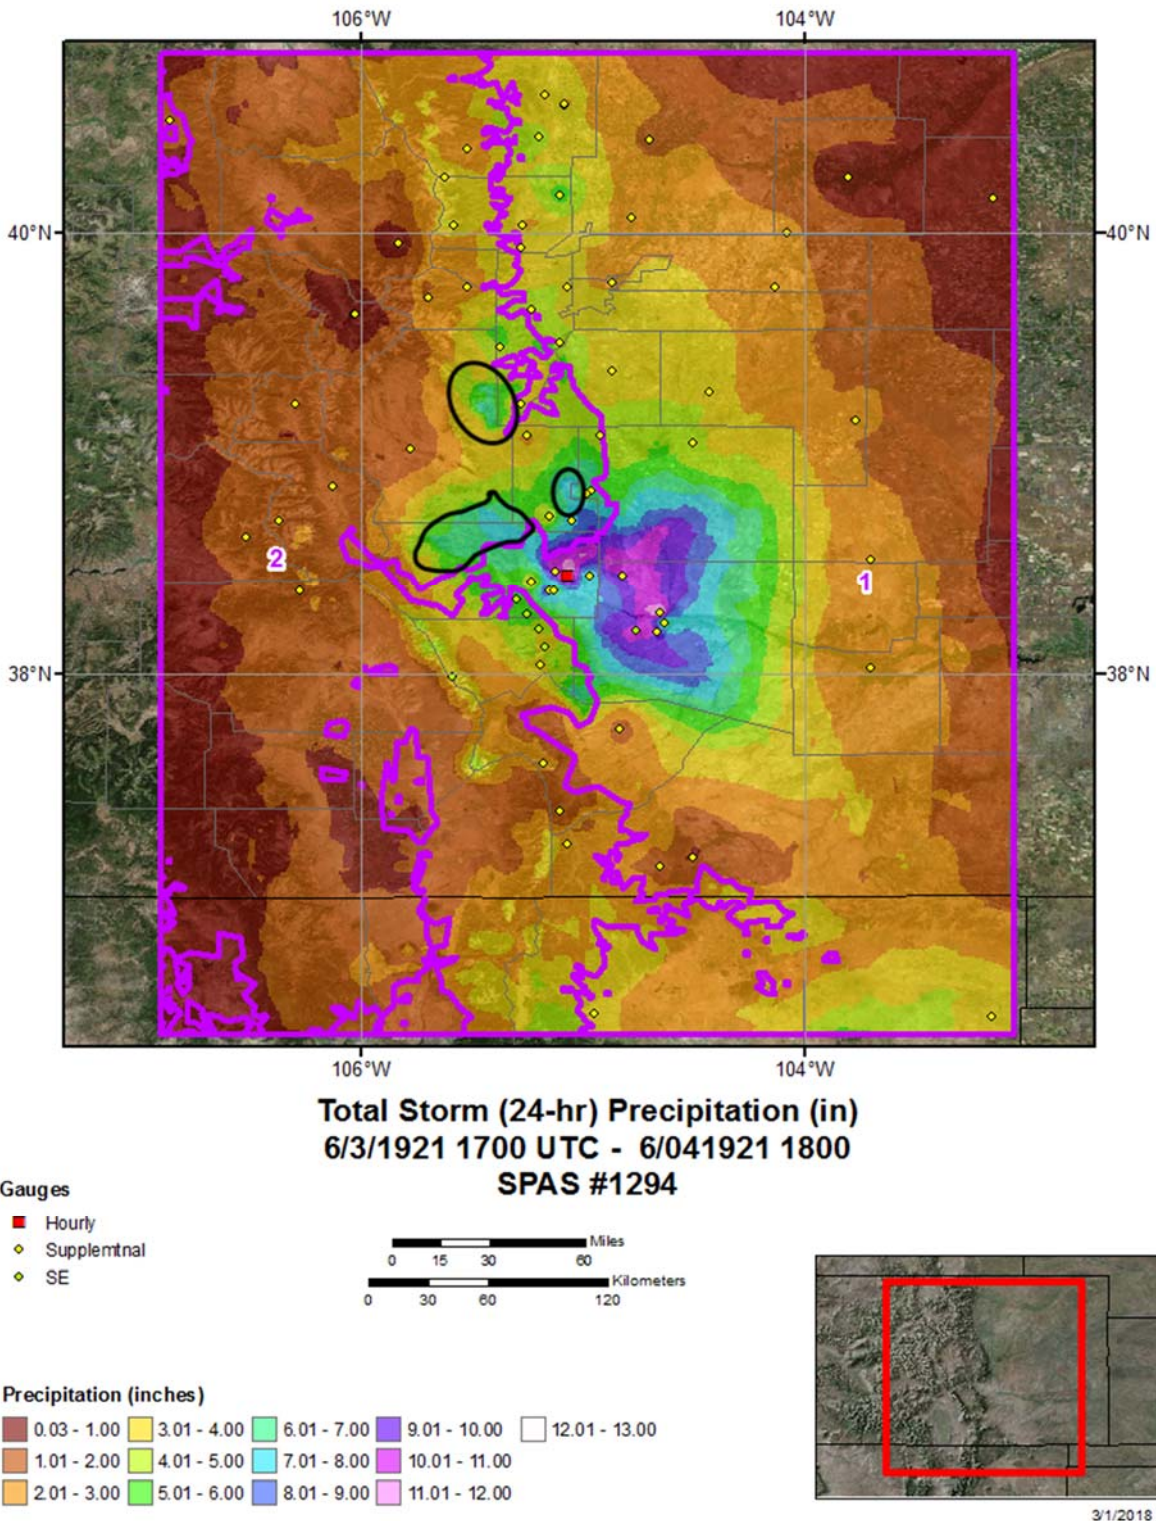 106°W 104°W
40°N 40°N
2 1
38°N 38°N
106°W 104°W
Total Storm (24-hr) Precipitation (in)
6/3/1921 1700 UTC - 6/041921 1800
SPAS #1294
Gauges
Hourly
Supplemtnal
SE
Miles
0 15 30 60
Kilometers
0 30 60 120
Precipitation (inches)
0.03 - 1.00 3.01 - 4.00 6.01 - 7.00 9.01 - 10.00 12.01 - 13.00
1.01 - 2.00 4.01 - 5.00 7.01 - 8.00 10.01 - 11.00
2.01 - 3.00 5.01 - 6.00 8.01 - 9.00 11.01 - 12.00
3/1/2018